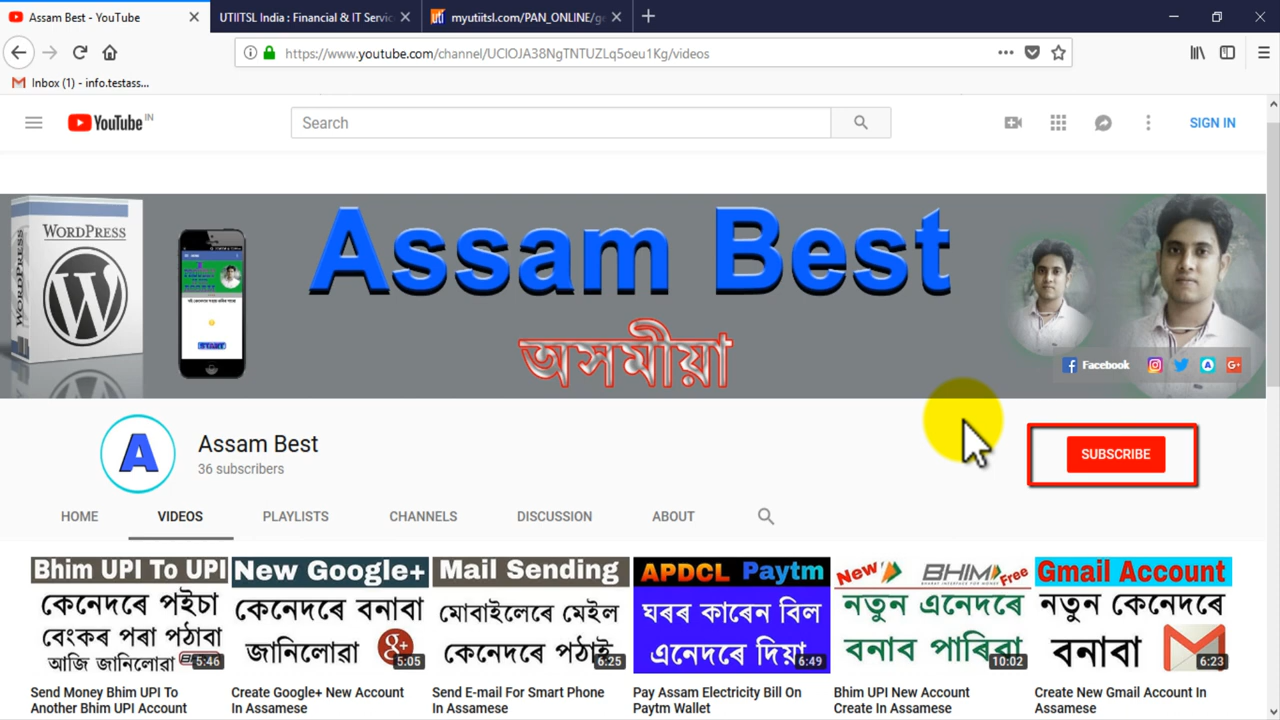 Assam Best - YouTube
UTIITSL India : Financial & IT Servic
myutiitsl.com/PAN_ONLINE/g
https://www.youtube.com/channel/UClOJA38NgTNTUZLq5oeu1Kg/videos
Inbox (1) - info.testass...
YouTube IN
Search
SIGN IN
WORDPRESS
WORDPRESS
START
Assam Best
অসমীয়া
Facebook
Assam Best
36 subscribers
SUBSCRIBE
HOME VIDEOS PLAYLISTS CHANNELS DISCUSSION ABOUT
Bhim UPI To UPI
কেনেদৰে পইচা
বেংকৰ পৰা পঠাবা
আজি জানিলোৱা
5:46
Send Money Bhim UPI To
Another Bhim UPI Account
New Google+
কেনেদৰে বনাবা
জানিলোৱা
g+
5:05
Create Google+ New Account
In Assamese
Mail Sending
মোবাইলেৰে মেইল
কেনেদৰে পঠাই
6:25
Send E-mail For Smart Phone
In Assamese
APDCL Paytm
ঘৰৰ কাৰেন বিল
এনেদৰে দিয়া
6:49
Pay Assam Electricity Bill On
Paytm Wallet
New BHIM Free
নতুন এনেদৰে
বনাব পাৰিবা
10:02
Bhim UPI New Account
Create In Assamese
Gmail Account
নতুন কেনেদৰে
বনাবা
6:23
Create New Gmail Account In
Assamese